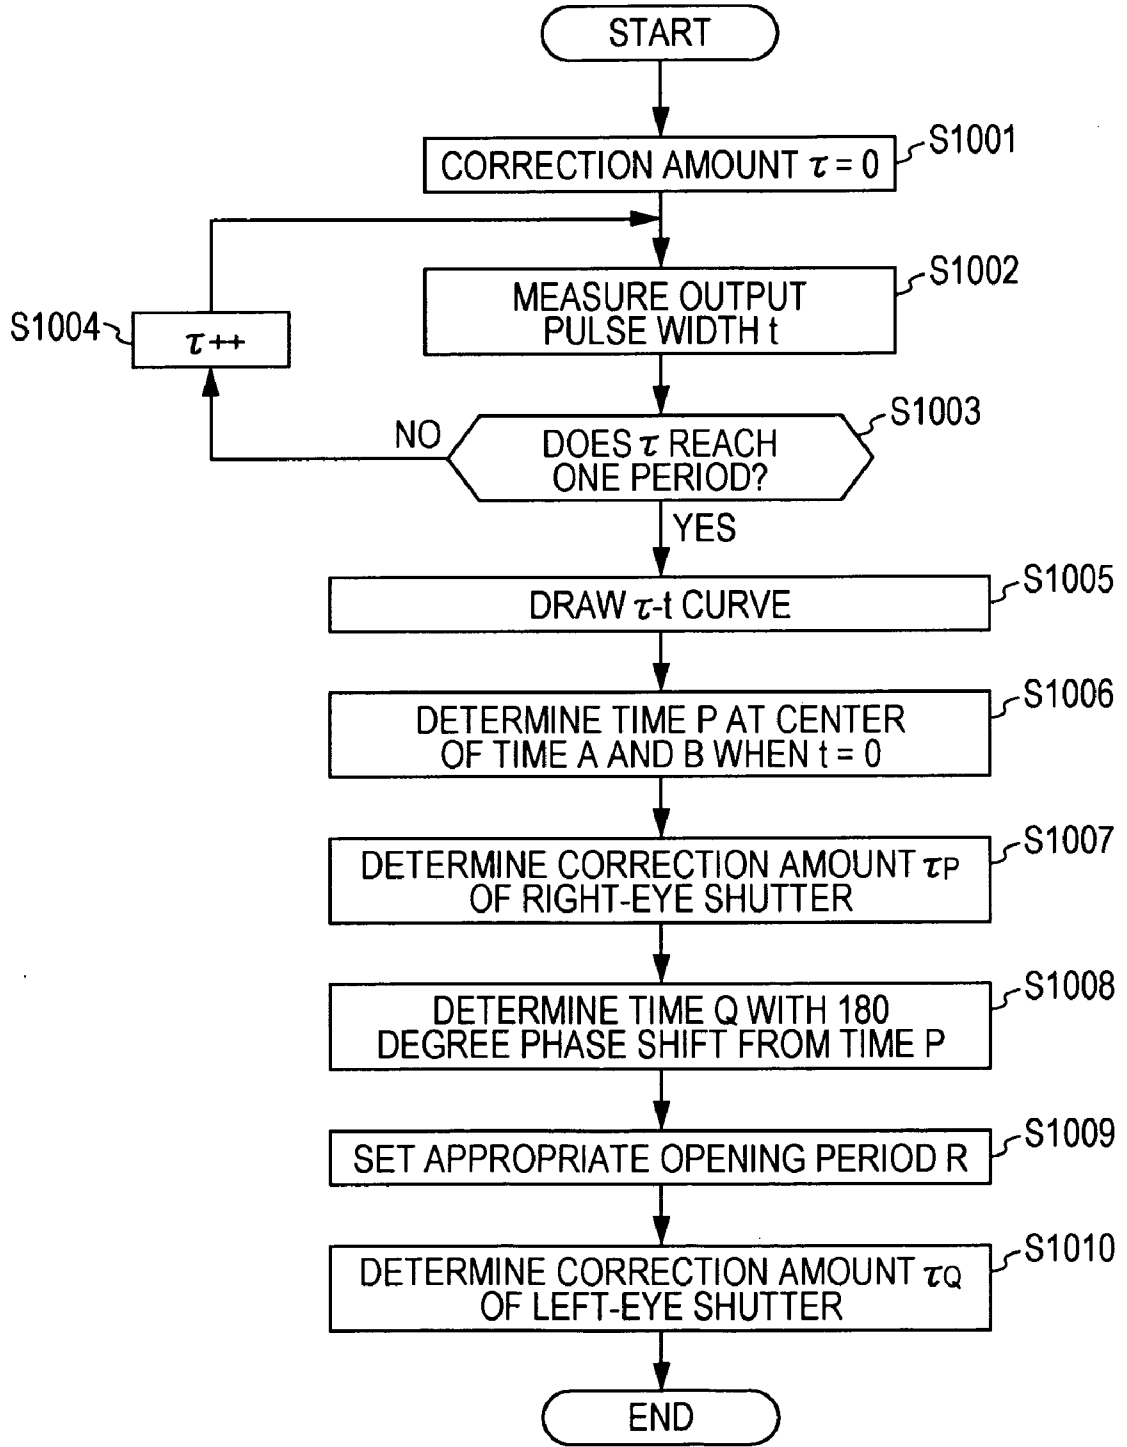 START
S1001
CORRECTION AMOUNT τ = 0
S1002
MEASURE OUTPUT
PULSE WIDTH t
S1004
τ++
S1003
NO
DOES τ REACH
ONE PERIOD?
YES
S1005
DRAW τ-t CURVE
S1006
DETERMINE TIME P AT CENTER
OF TIME A AND B WHEN t = 0
S1007
DETERMINE CORRECTION AMOUNT τP
OF RIGHT-EYE SHUTTER
S1008
DETERMINE TIME Q WITH 180
DEGREE PHASE SHIFT FROM TIME P
S1009
SET APPROPRIATE OPENING PERIOD R
S1010
DETERMINE CORRECTION AMOUNT τQ
OF LEFT-EYE SHUTTER
END